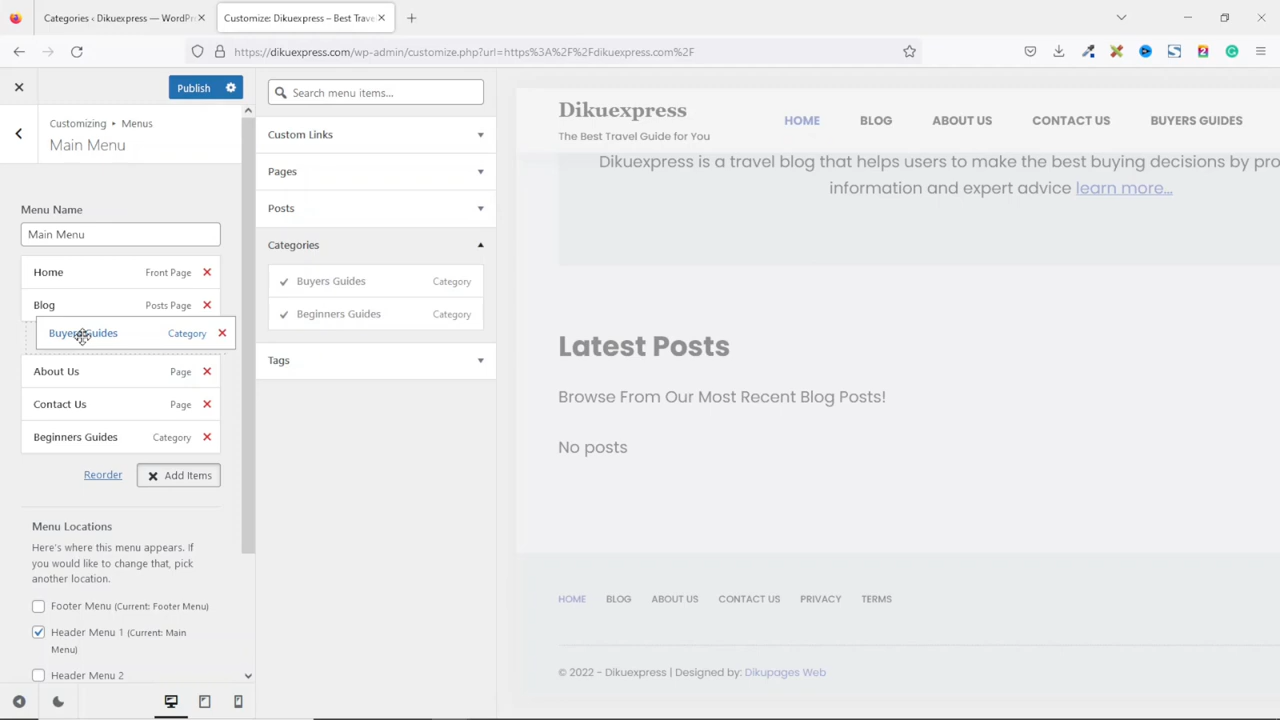 Categories ‹ Dikuexpress — WordPr
Customize: Dikuexpress – Best Trave
https://dikuexpress.com/wp-admin/customize.php?url=https%3A%2F%2Fdikuexpress.com%2F
Publish
Customizing ▸ Menus
Main Menu
Menu Name
Main Menu
Home Front Page
Blog Posts Page
Buyers Guides Category
About Us Page
Contact Us Page
Beginners Guides Category
Reorder
Add Items
Menu Locations
Here's where this menu appears. If
you would like to change that, pick
another location.
Footer Menu (Current: Footer Menu)
Header Menu 1 (Current: Main
Menu)
Header Menu 2
Search menu items...
Custom Links
Pages
Posts
Categories
Buyers Guides Category
Beginners Guides Category
Tags
Dikuexpress
The Best Travel Guide for You
HOME BLOG ABOUT US CONTACT US BUYERS GUIDES
Dikuexpress is a travel blog that helps users to make the best buying decisions by pro
information and expert advice learn more...
Latest Posts
Browse From Our Most Recent Blog Posts!
No posts
HOME BLOG ABOUT US CONTACT US PRIVACY TERMS
© 2022 - Dikuexpress | Designed by: Dikupages Web